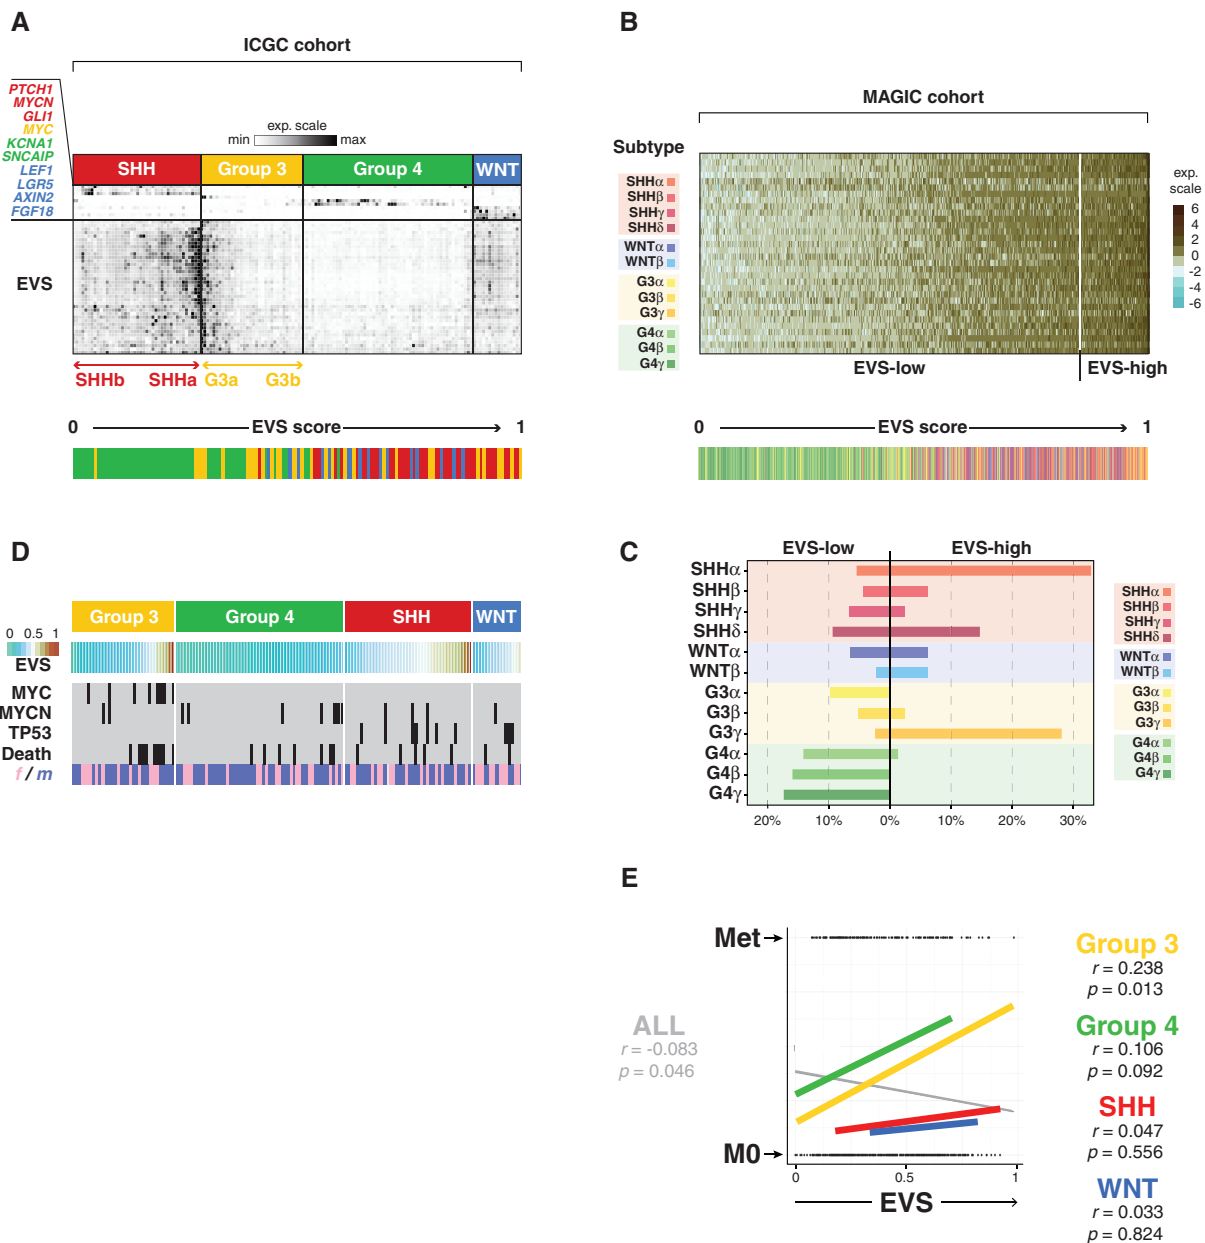 A
ICGC cohort
PTCH1
MYCN
GLI1
MYC
KCNA1
SNCAIP
LEF1
LGR5
AXIN2
FGF18
exp. scale
min max
SHH Group 3 Group 4 WNT
EVS
SHHb SHHa G3a G3b
0 EVS score 1
B
MAGIC cohort
Subtype
SHHα
SHHβ
SHHγ
SHHδ
WNTα
WNTβ
G3α
G3β
G3γ
G4α
G4β
G4γ
exp.
scale
6
4
2
0
-2
-4
-6
EVS-low EVS-high
0 EVS score 1
D
Group 3 Group 4 SHH WNT
0 0.5 1
EVS
MYC
MYCN
TP53
Death
f / m
C
EVS-low EVS-high
SHHα
SHHβ
SHHγ
SHHδ
WNTα
WNTβ
G3α
G3β
G3γ
G4α
G4β
G4γ
20% 10% 0% 10% 20% 30%
SHHα
SHHβ
SHHγ
SHHδ
WNTα
WNTβ
G3α
G3β
G3γ
G4α
G4β
G4γ
E
Met
M0
ALL
r = -0.083
p = 0.046
0 0.5 1
EVS
Group 3
r = 0.238
p = 0.013
Group 4
r = 0.106
p = 0.092
SHH
r = 0.047
p = 0.556
WNT
r = 0.033
p = 0.824